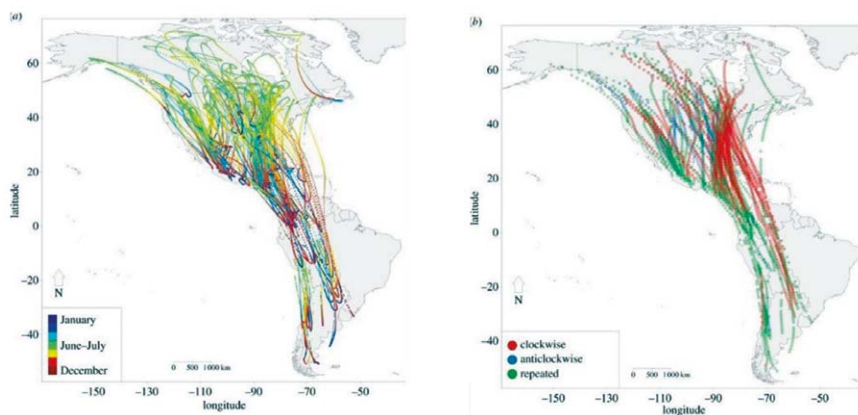 (a)
60
40
20
0
−20
−40
latitude
N
January
June–July
December
0 500 1000 km
−150
−130
−110
−90
−70
−50
longitude
(b)
60
40
20
0
−20
−40
latitude
N
clockwise
anticlockwise
repeated
0 500 1000 km
−150
−130
−110
−90
−70
−50
longitude